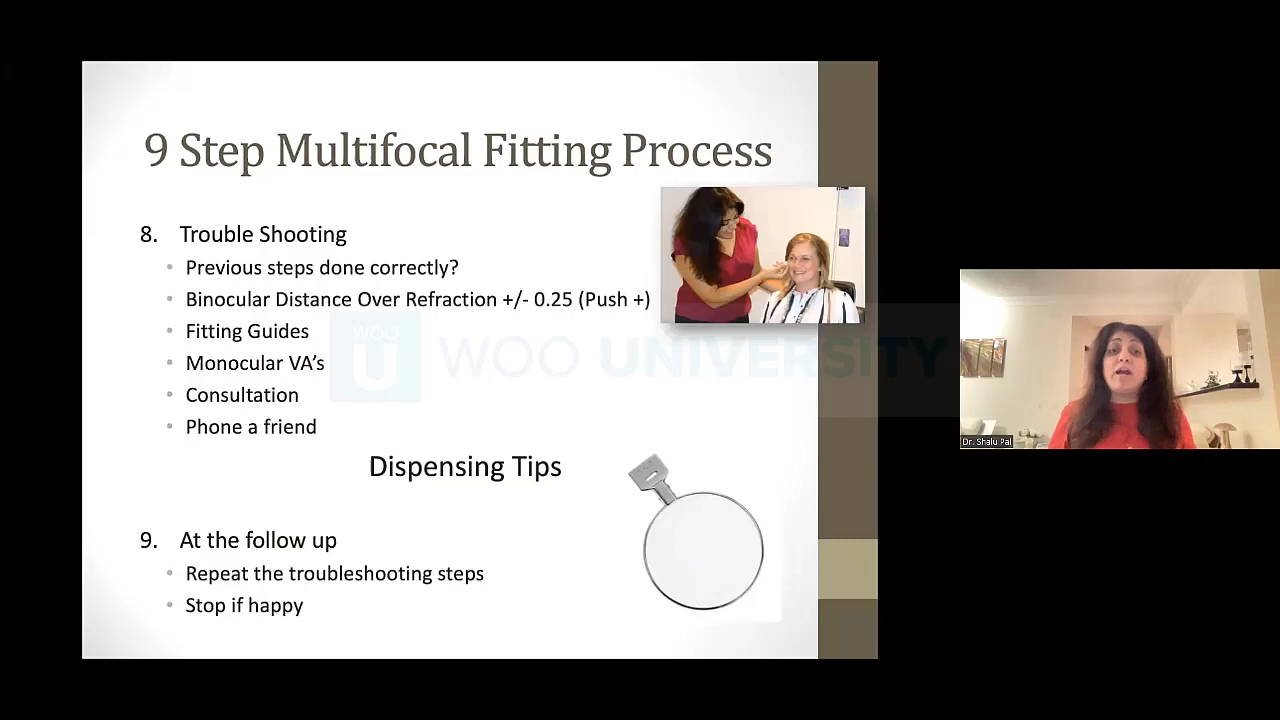 9 Step Multifocal Fitting Process
8. Trouble Shooting
• Previous steps done correctly?
• Binocular Distance Over Refraction +/- 0.25 (Push +)
• Fitting Guides
• Monocular VA's
• Consultation
• Phone a friend
Dispensing Tips
9. At the follow up
• Repeat the troubleshooting steps
• Stop if happy
WOO
U
WOO UNIVERSITY
Dr. Shalu Pal